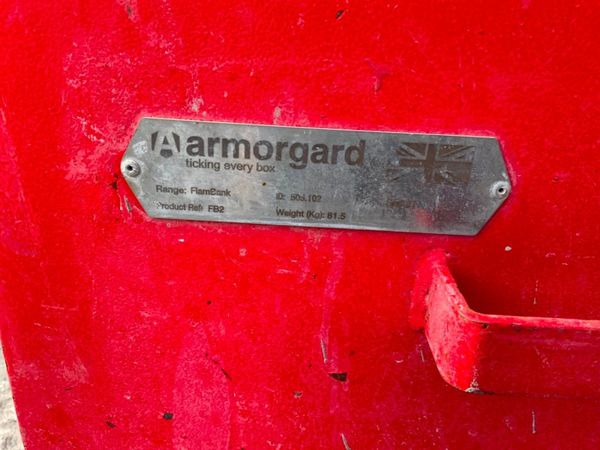 armorgard
ticking every box
Range: FlamBank
ID:
Product Ref: FB2
Weight (Kg): 81.5